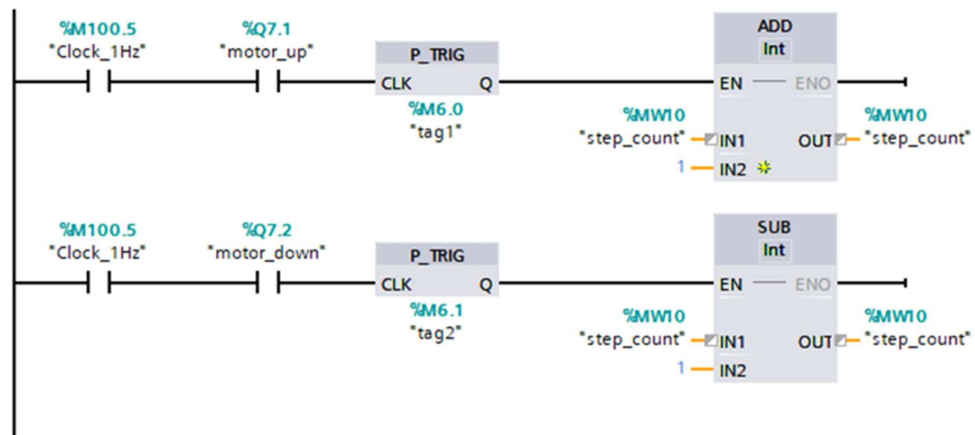 ADD
%M100.5 %Q7.1 Int
"Clock_1Hz" "motor_up" P_TRIG
CLK Q EN ENO
%M6.0 %MW10 %MW10
"tag1" "step_count" IN1 OUT "step_count"
1 IN2
SUB
%M100.5 %Q7.2 Int
"Clock_1Hz" "motor_down" P_TRIG
CLK Q EN ENO
%M6.1 %MW10 %MW10
"tag2" "step_count" IN1 OUT "step_count"
1 IN2